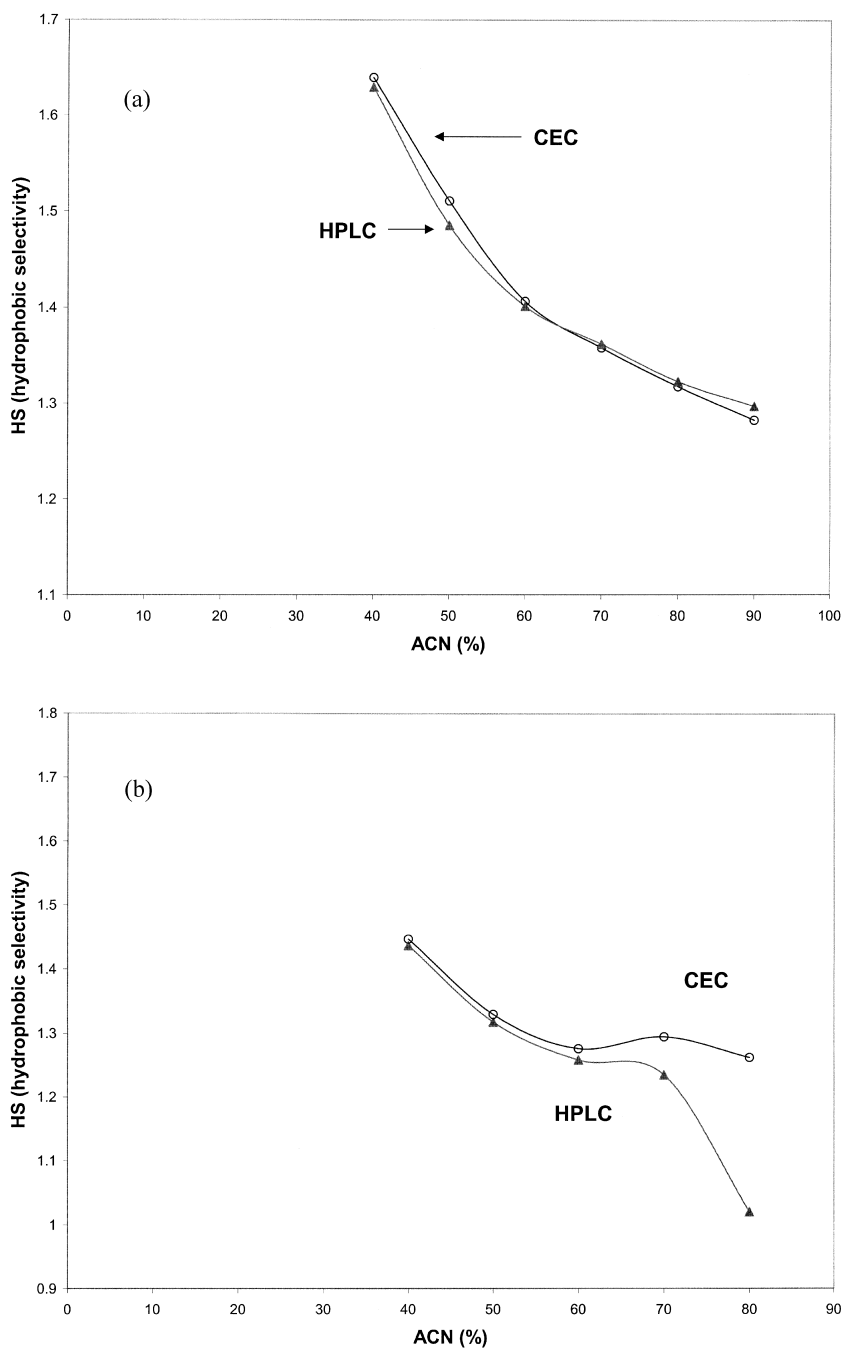 1.7
(a)
1.6
CEC
1.5
HPLC
1.4
1.3
1.2
1.1
HS (hydrophobic selectivity)
0 10 20 30 40 50 60 70 80 90 100
ACN (%)
1.8
1.7
(b)
1.6
1.5
1.4
CEC
1.3
1.2
HPLC
1.1
1
0.9
HS (hydrophobic selectivity)
0 10 20 30 40 50 60 70 80 90
ACN (%)